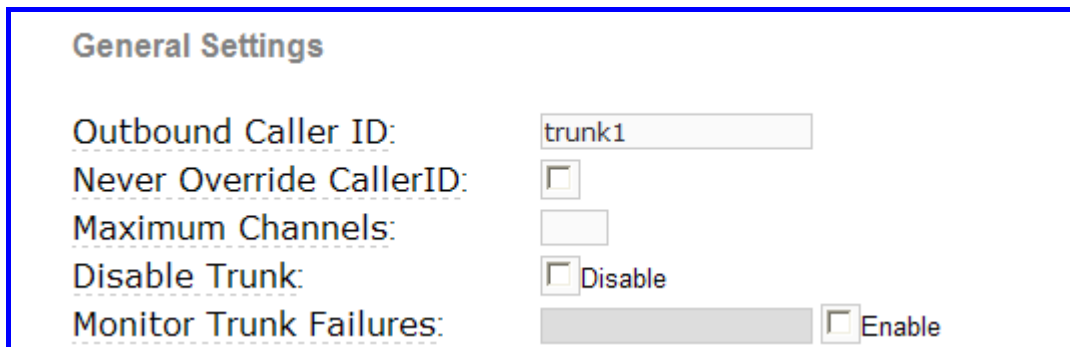 General Settings
Outbound Caller ID: trunk1
Never Override CallerID:
Maximum Channels:
Disable Trunk: Disable
Monitor Trunk Failures: Enable